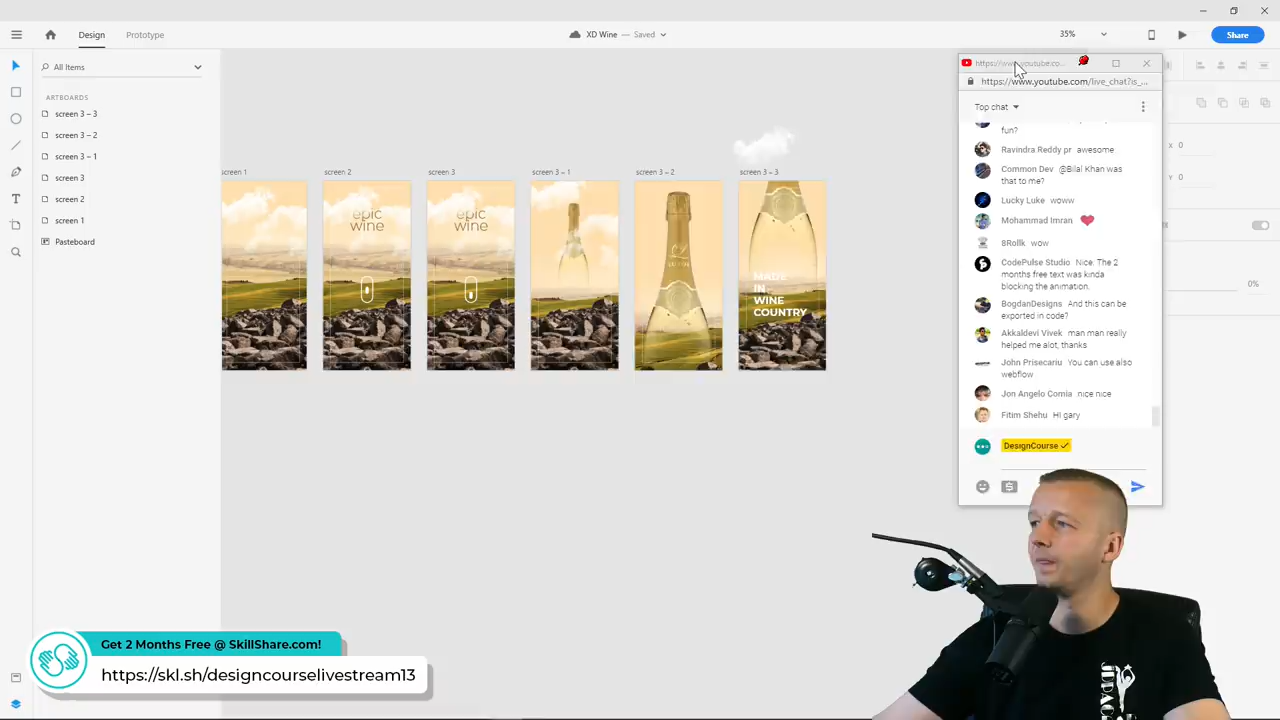 Design
Prototype
XD Wine — Saved
35%
Share
All Items
ARTBOARDS
screen 3 – 3
screen 3 – 2
screen 3 – 1
screen 3
screen 2
screen 1
Pasteboard
screen 1
screen 2
screen 3
screen 3 – 1
screen 3 – 2
screen 3 – 3
epic
wine
epic
wine
MADE
IN
WINE
COUNTRY
https://www.youtube.com/live_chat?is_...
Top chat
fun?
Ravindra Reddy pr awesome
Common Dev @Bilal Khan was
that to me?
Lucky Luke woww
Mohammad Imran
8Rollk wow
CodePulse Studio Nice. The 2
months free text was kinda
blocking the animation.
BogdanDesigns And this can be
exported in code?
Akkaldevi Vivek man man really
helped me alot, thanks
John Prisecariu You can use also
webflow
Jon Angelo Comia nice nice
Fitim Shehu Hi gary
DesignCourse
X 0
Y 0
0%
Get 2 Months Free @ SkillShare.com!
https://skl.sh/designcourselivestream13